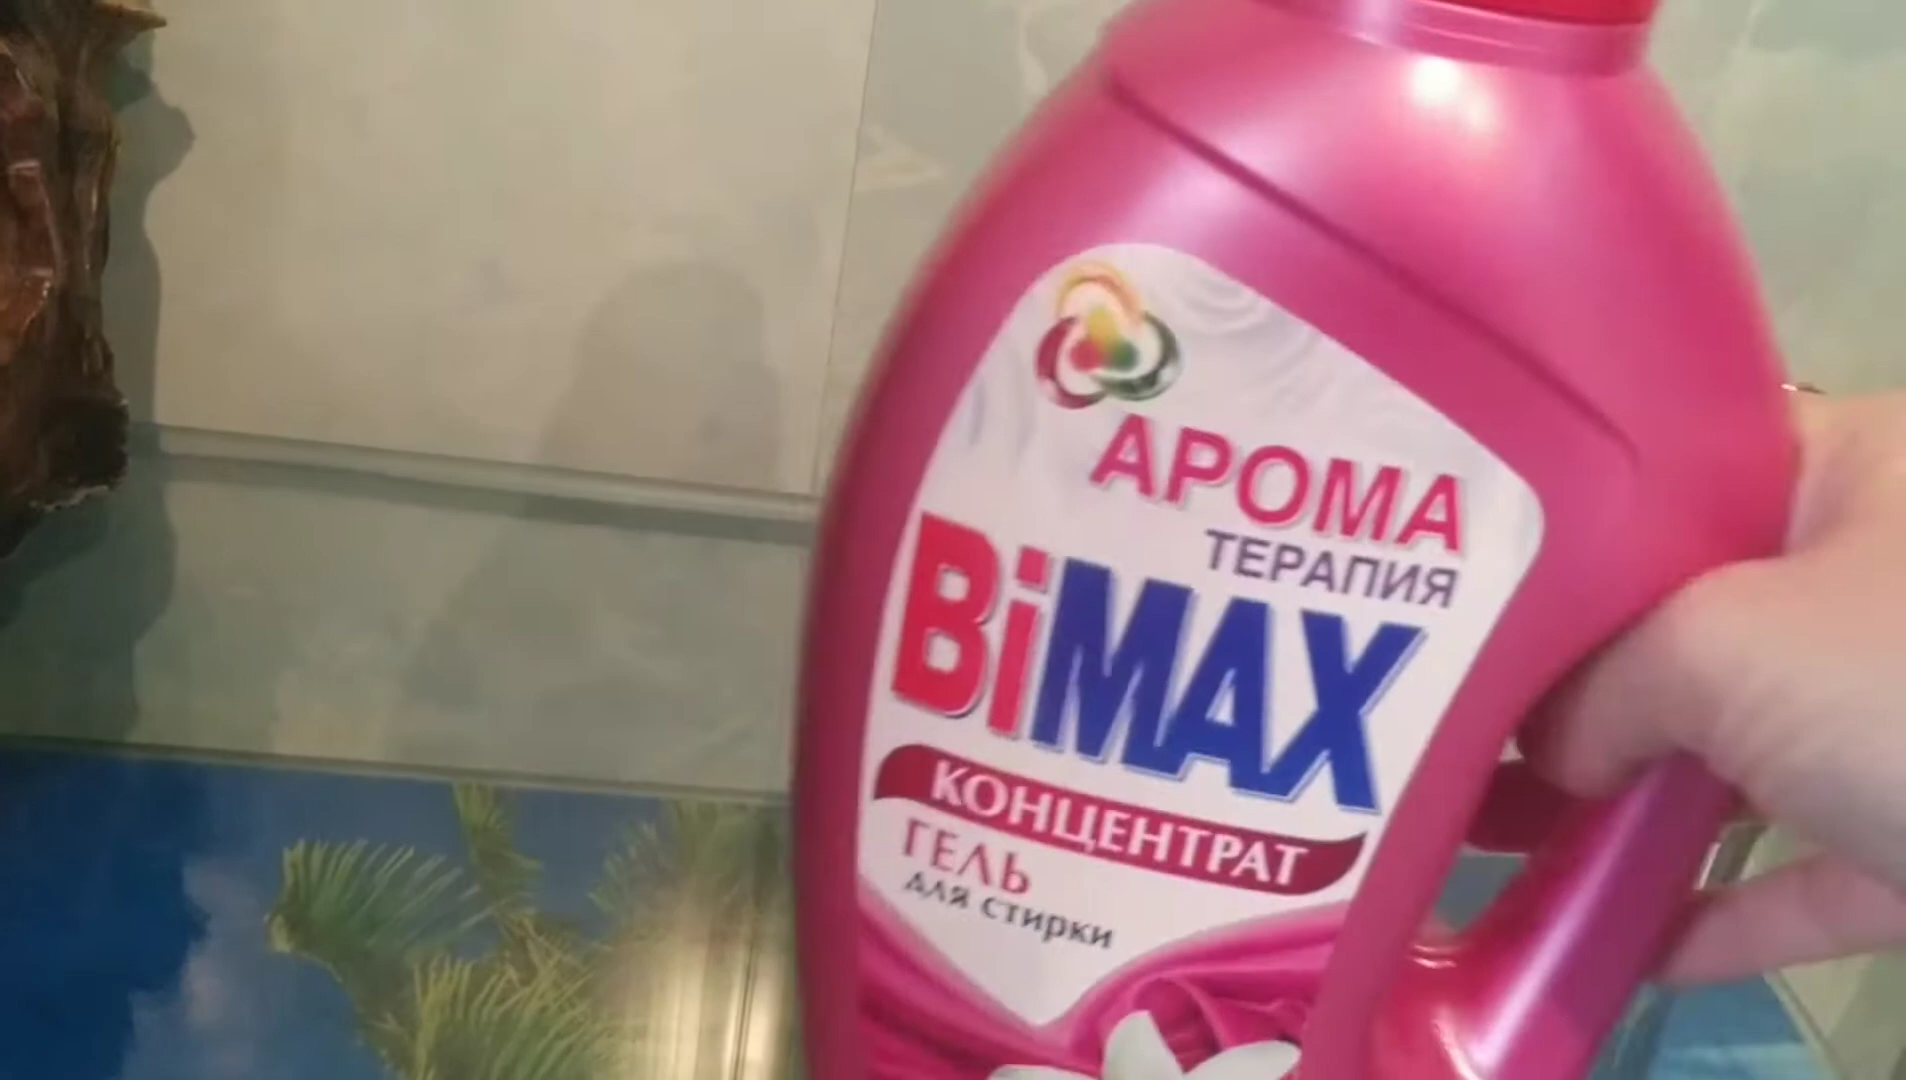 АРОМА
ТЕРАПИЯ
BiMAX
КОНЦЕНТРАТ
ГЕЛЬ
для стирки